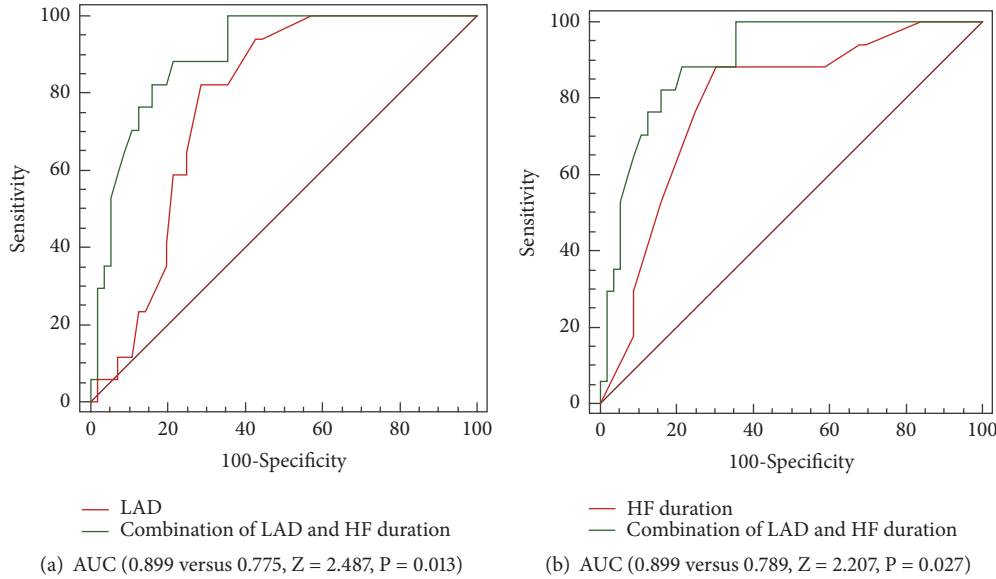 100
80
60
40
20
0
Sensitivity
0 20 40 60 80 100
100-Specificity
LAD
Combination of LAD and HF duration
(a) AUC (0.899 versus 0.775, Z = 2.487, P = 0.013)
100
80
60
40
20
0
Sensitivity
0 20 40 60 80 100
100-Specificity
HF duration
Combination of LAD and HF duration
(b) AUC (0.899 versus 0.789, Z = 2.207, P = 0.027)